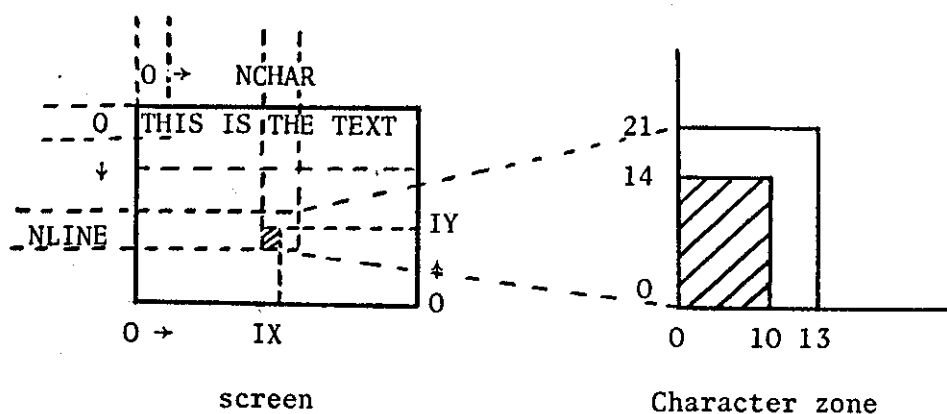 0 → NCHAR
0 THIS IS THE TEXT
↓
21
14
NLINE
IY
↑
0
0
0 → IX
0 10 13
screen
Character zone